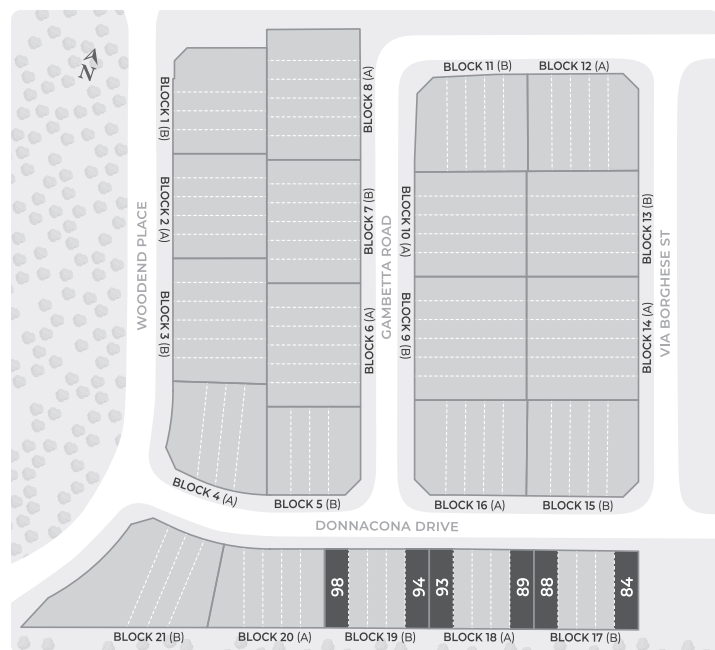 N
BLOCK 11 (B)
BLOCK 12 (A)
BLOCK 1 (B)
BLOCK 8 (A)
BLOCK 2 (A)
BLOCK 7 (B)
BLOCK 10 (A)
BLOCK 13 (B)
WOODEND PLACE
GAMBETTA ROAD
VIA BORGHESE ST
BLOCK 3 (B)
BLOCK 6 (A)
BLOCK 9 (B)
BLOCK 14 (A)
BLOCK 4 (A)
BLOCK 5 (B)
BLOCK 16 (A)
BLOCK 15 (B)
DONNACONA DRIVE
98
94
93
89
88
84
BLOCK 21 (B)
BLOCK 20 (A)
BLOCK 19 (B)
BLOCK 18 (A)
BLOCK 17 (B)